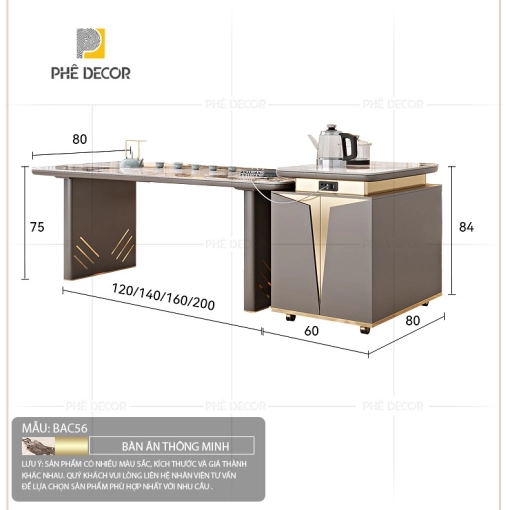 PHÊ DECOR
PHÊ DECOR PHÊ DECOR PHÊ DECOR
80
75
84
120/140/160/200
60
80
PHÊ DECOR PHÊ DECOR PHÊ DECOR
MẪU: BAC56
BÀN ĂN THÔNG MINH
LƯU Ý: SẢN PHẨM CÓ NHIỀU MÀU SẮC, KÍCH THƯỚC VÀ GIÁ THÀNH
KHÁC NHAU. QUÝ KHÁCH VUI LÒNG LIÊN HỆ NHÂN VIÊN TƯ VẤN
ĐỂ LỰA CHỌN SẢN PHẨM PHÙ HỢP NHẤT VỚI NHU CẦU .